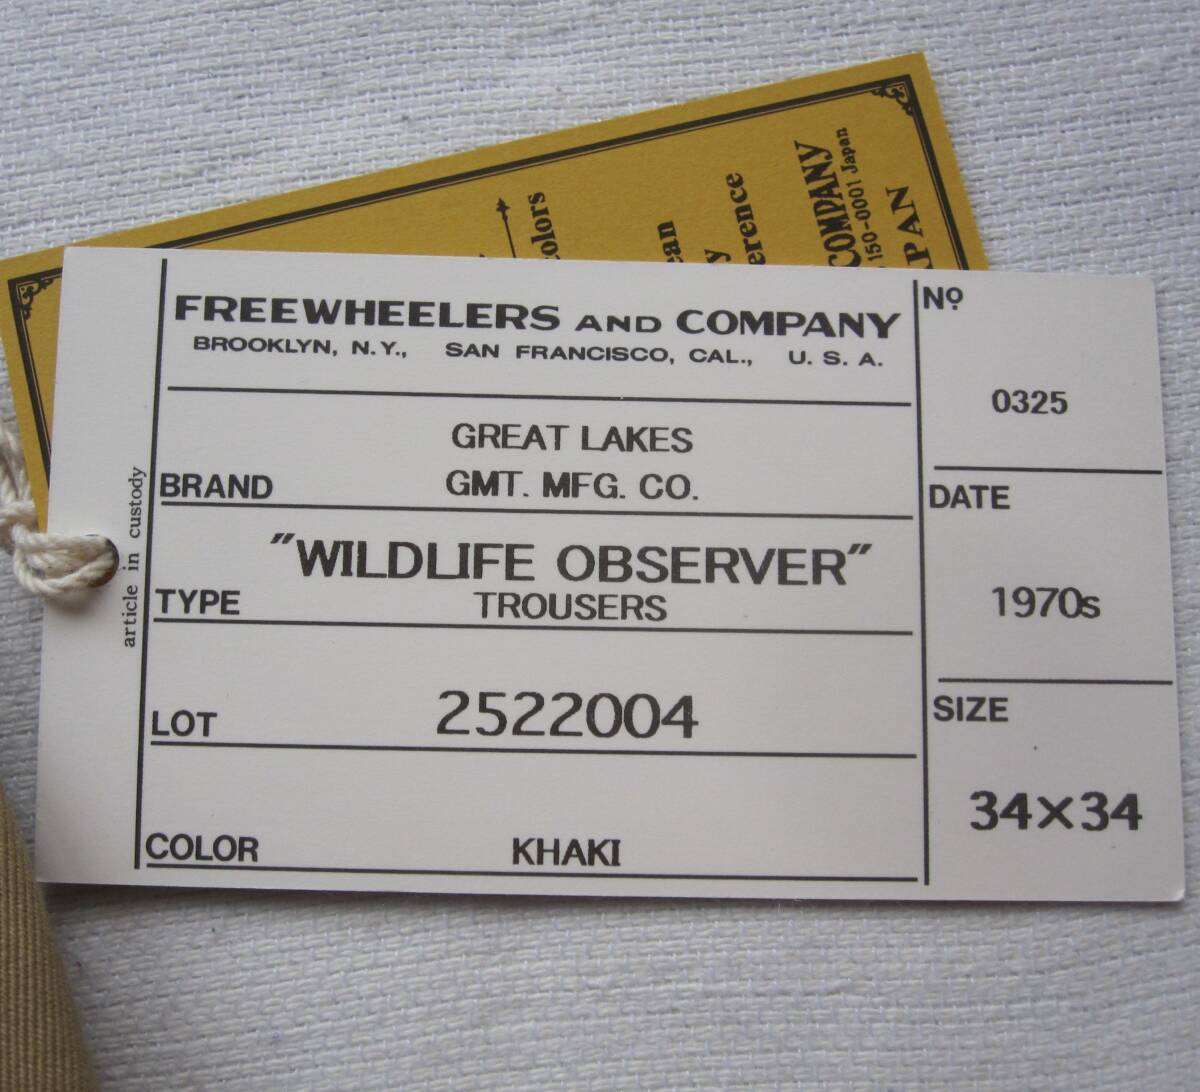 FREEWHEELERS AND COMPANY
BROOKLYN, N.Y., SAN FRANCISCO, CAL., U. S. A.
BRAND
GREAT LAKES
GMT. MFG. CO.
TYPE
"WILDLIFE OBSERVER"
TROUSERS
LOT 2522004
COLOR KHAKI
Nº
0325
DATE
1970s
SIZE
34×34
article in custody
COMPANY
150-0001 Japan